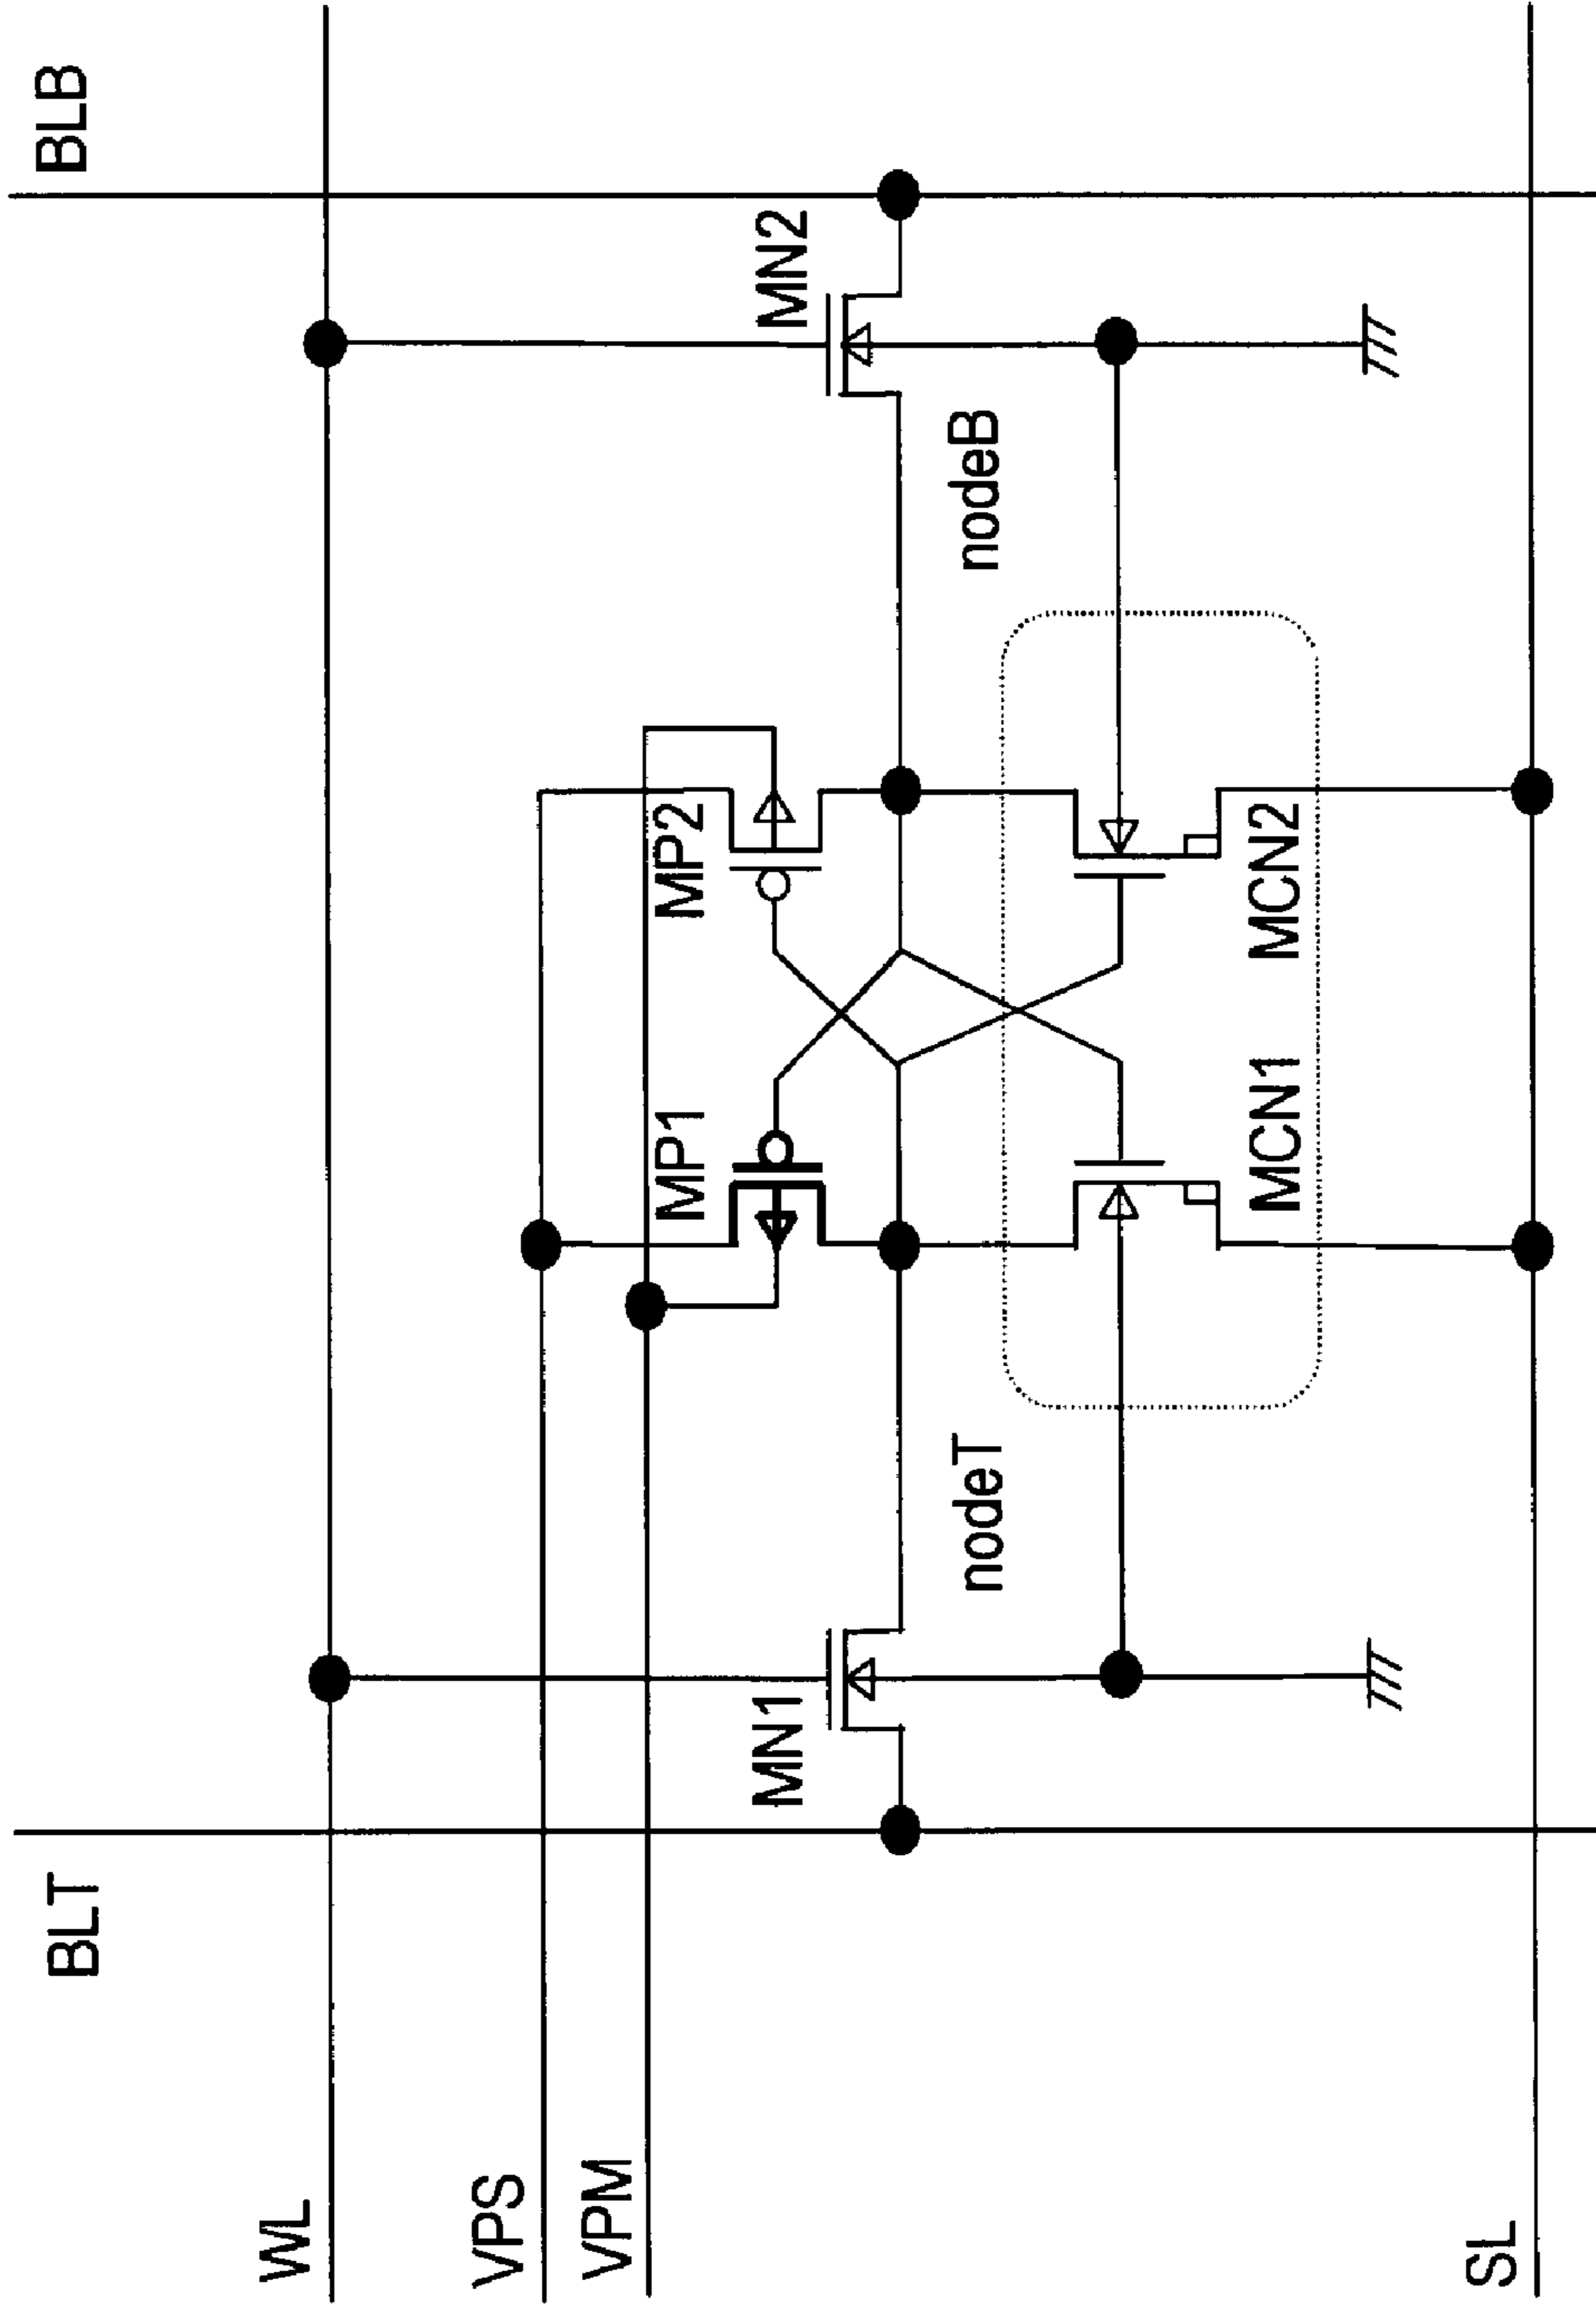 BLT
BLB
WL
VPS
VPM
MP1
MP2
MN1
MN2
nodeT
nodeB
MCN1
MCN2
SL